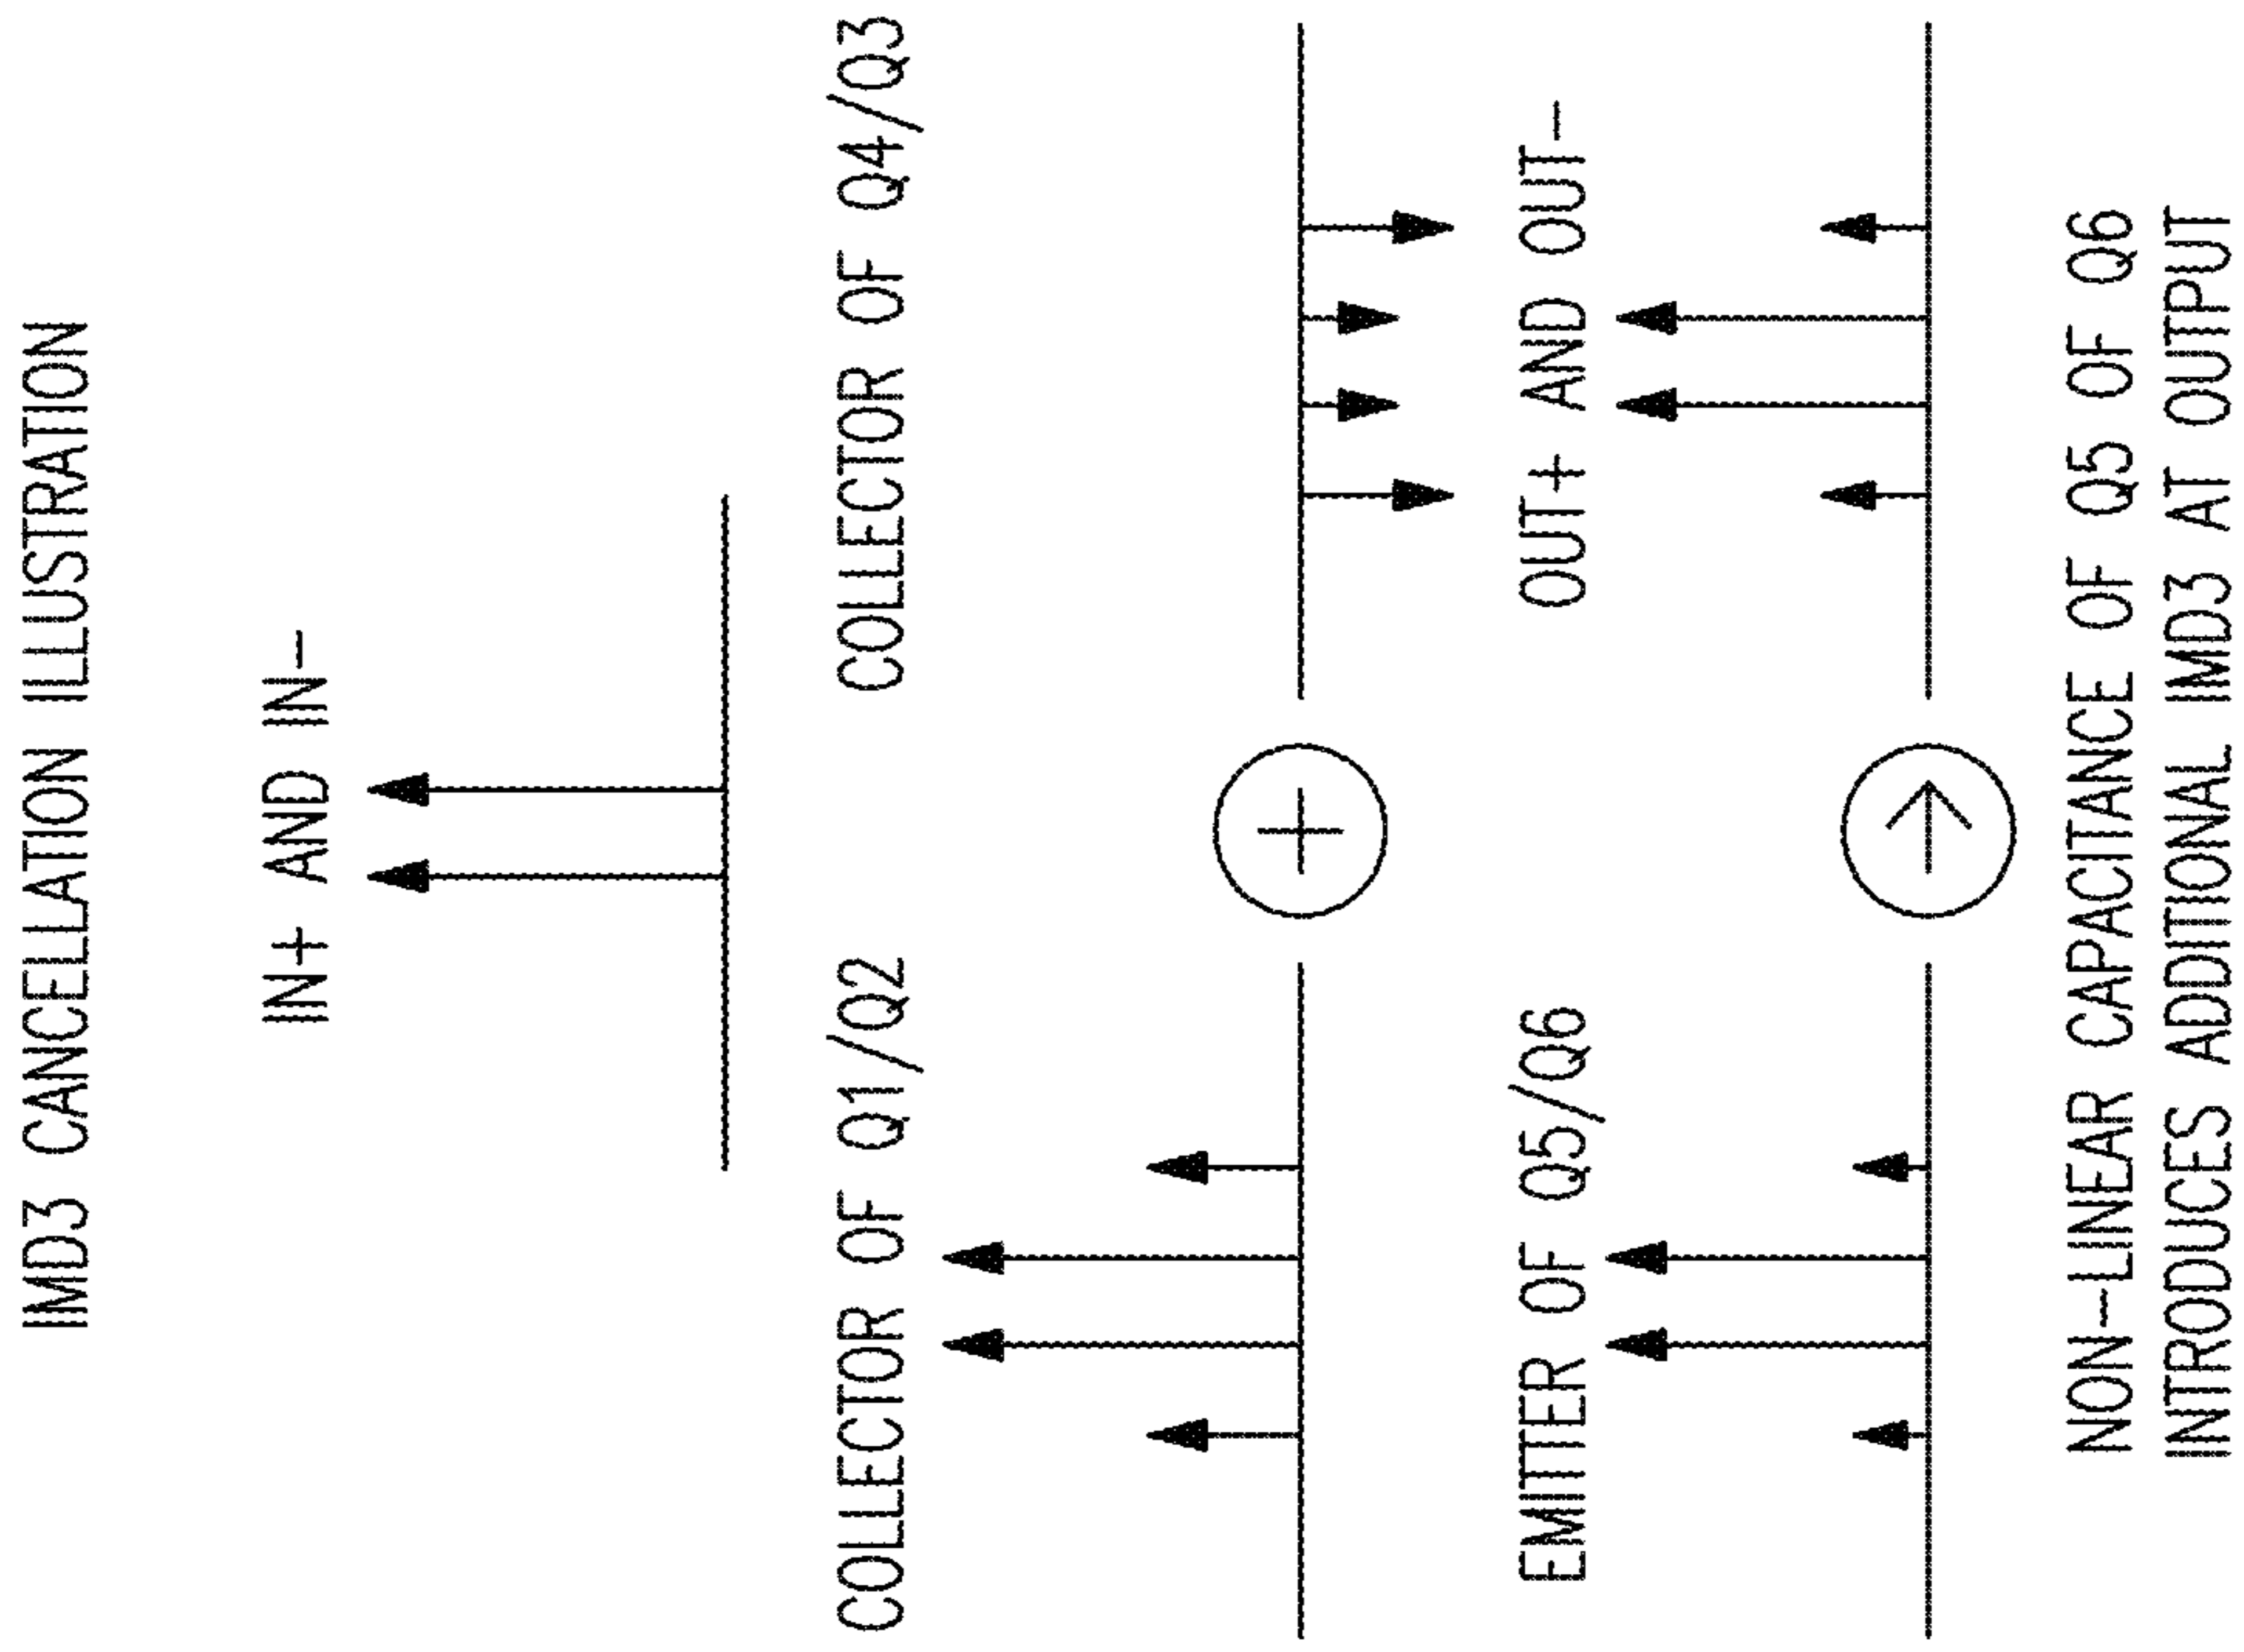 IMD3 CANCELLATION ILLUSTRATION
IN+ AND IN-
COLLECTOR OF Q1/Q2
COLLECTOR OF Q4/Q3
+
EMITTER OF Q5/Q6
OUT+ AND OUT-
NON-LINEAR CAPACITANCE OF Q5 OF Q6
INTRODUCES ADDITIONAL IMD3 AT OUTPUT